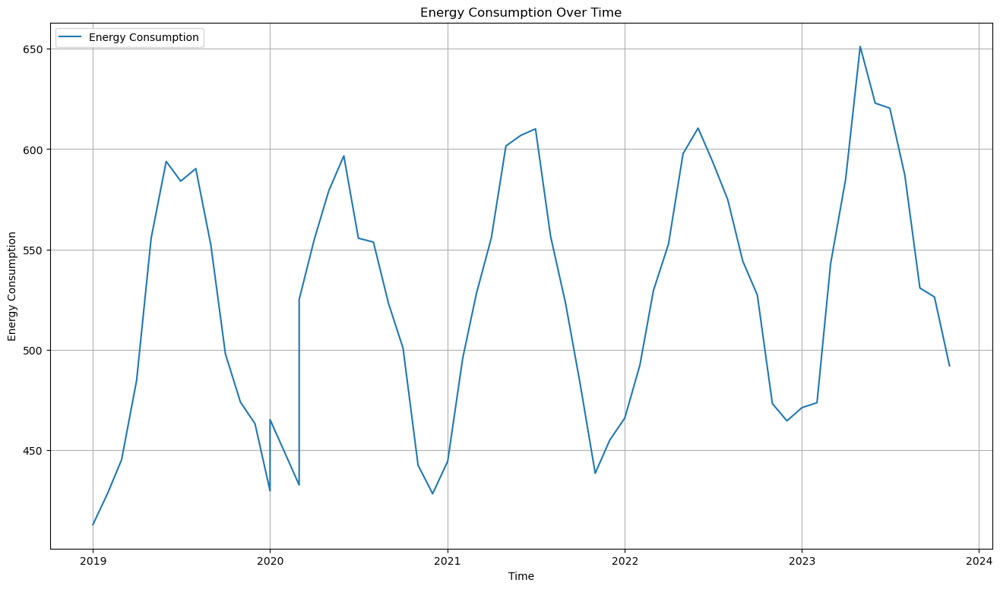 Energy Consumption Over Time
Energy Consumption
650
600
550
500
450
Energy Consumption
2019 2020 2021 2022 2023 2024
Time